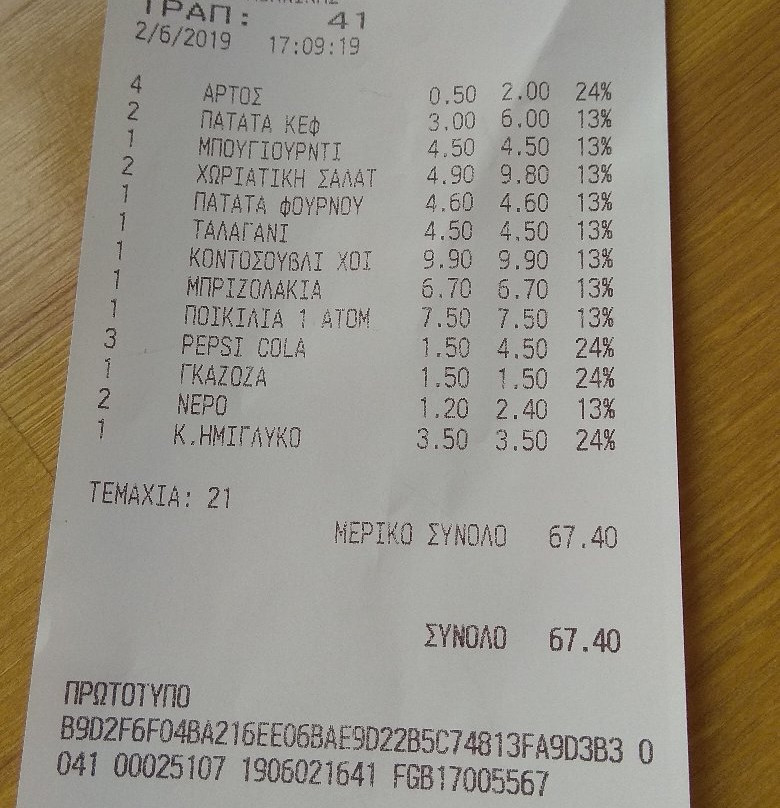 ΤΡΑΠ: 41
2/6/2019 17:09:19
4 ΑΡΤΟΣ 0.50 2.00 24%
2 ΠΑΤΑΤΑ ΚΕΦ 3.00 6.00 13%
1 ΜΠΟΥΓΙΟΥΡΝΤΙ 4.50 4.50 13%
2 ΧΩΡΙΑΤΙΚΗ ΣΑΛΑΤ 4.90 9.80 13%
1 ΠΑΤΑΤΑ ΦΟΥΡΝΟΥ 4.60 4.60 13%
1 ΤΑΛΑΓΑΝΙ 4.50 4.50 13%
1 ΚΟΝΤΟΣΟΥΒΛΙ ΧΟΙ 9.90 9.90 13%
1 ΜΠΡΙΖΟΛΑΚΙΑ 6.70 6.70 13%
1 ΠΟΙΚΙΛΙΑ 1 ΑΤΟΜ 7.50 7.50 13%
3 PEPSI COLA 1.50 4.50 24%
1 ΓΚΑΖΟΖΑ 1.50 1.50 24%
2 ΝΕΡΟ 1.20 2.40 13%
1 Κ.ΗΜΙΓΛΥΚΟ 3.50 3.50 24%
ΤΕΜΑΧΙΑ: 21
ΜΕΡΙΚΟ ΣΥΝΟΛΟ 67.40
ΣΥΝΟΛΟ 67.40
ΠΡΩΤΟΤΥΠΟ
B9D2F6F04BA216EE06BAE9D22B5C74813FA9D3B3 0
041 00025107 1906021641 FGB17005567